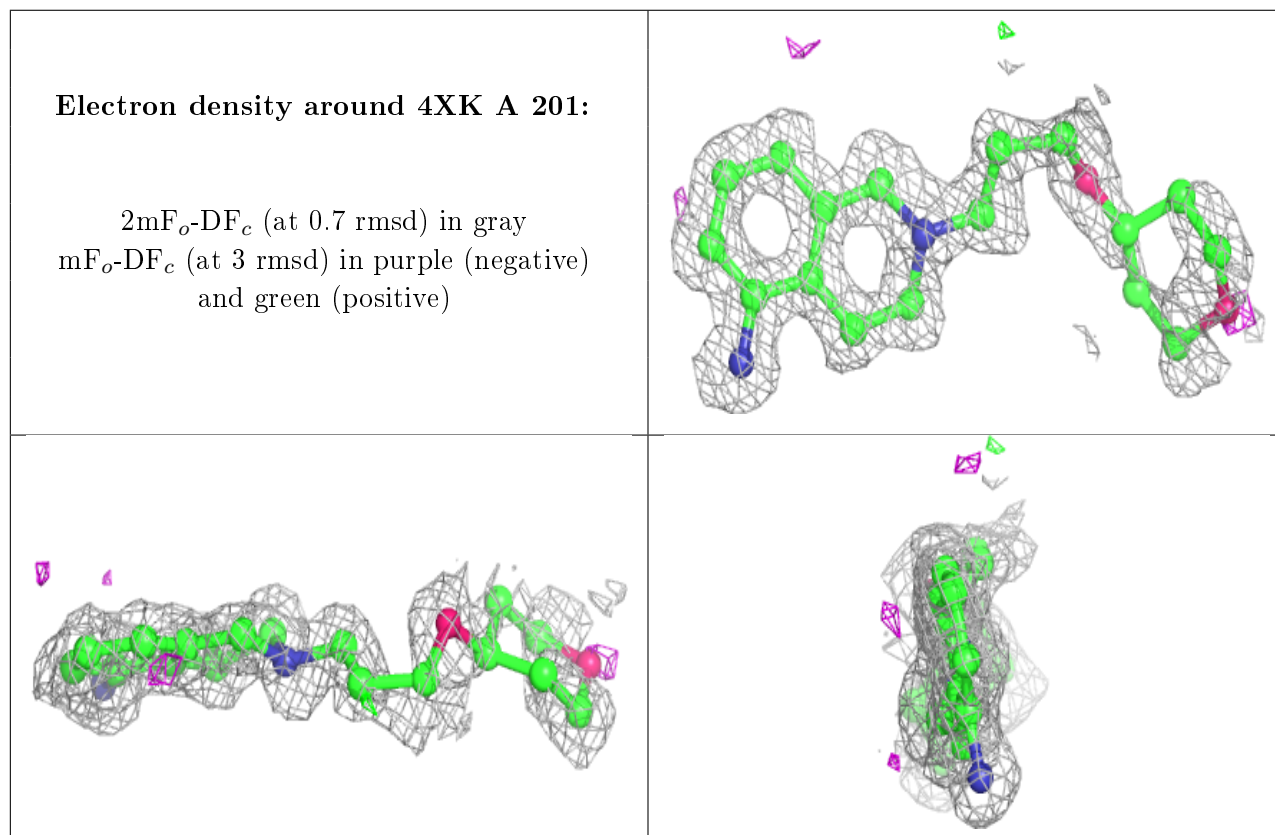 Electron density around 4XK A 201:
2mFo-DFc (at 0.7 rmsd) in gray
mFo-DFc (at 3 rmsd) in purple (negative)
and green (positive)